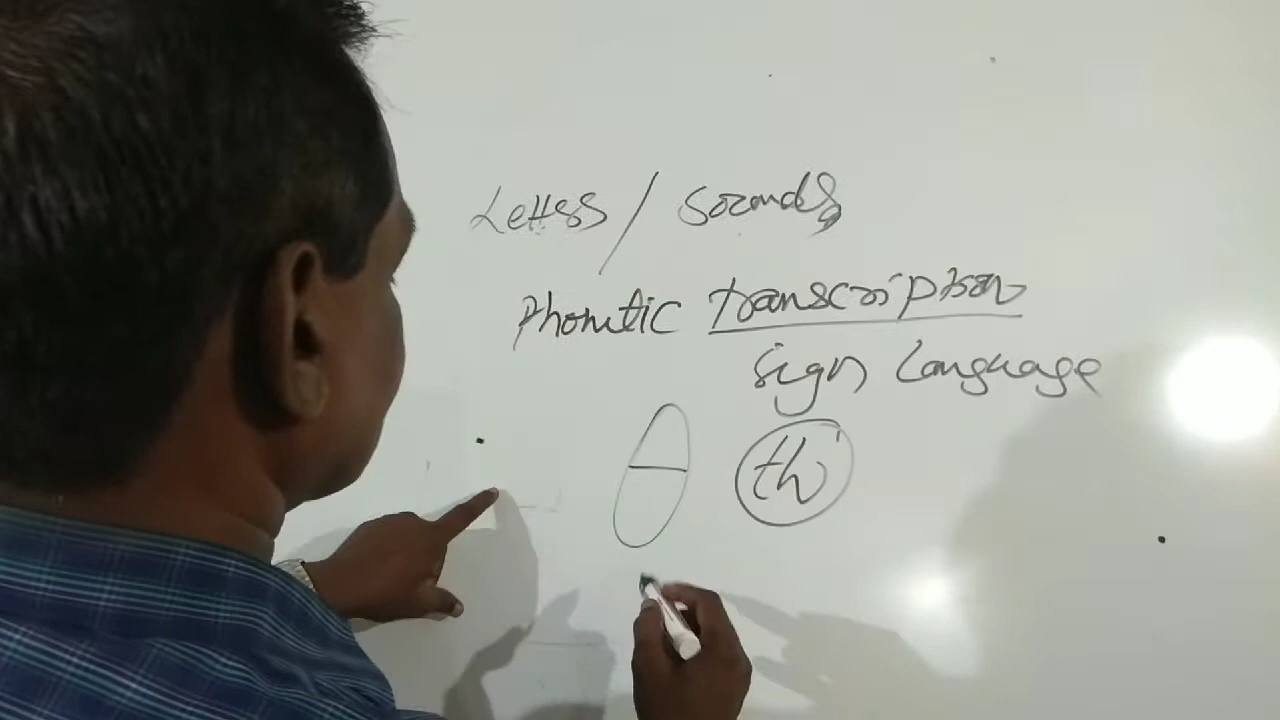 Letters / Sounds
Phonetic transcription
Sign Language
θ th